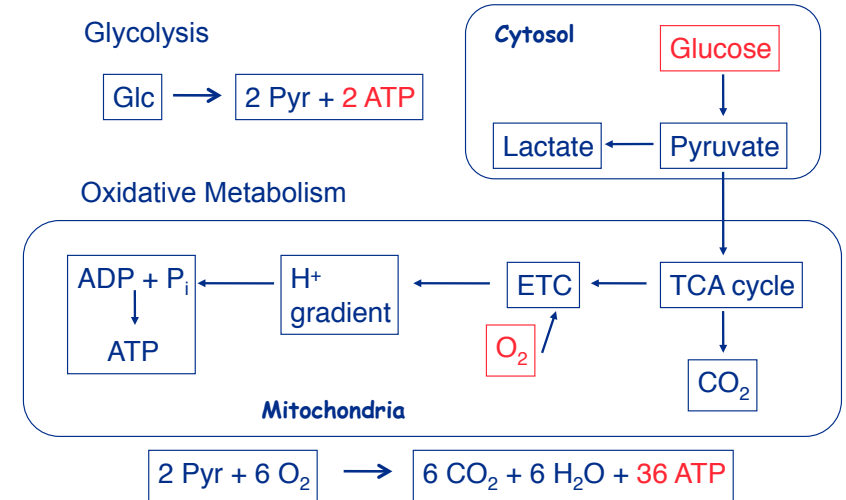 Glycolysis
Glc → 2 Pyr + 2 ATP
Cytosol
Glucose
Lactate
Pyruvate
Oxidative Metabolism
ADP + Pᵢ
ATP
H⁺
gradient
ETC
TCA cycle
O₂
CO₂
Mitochondria
2 Pyr + 6 O₂ → 6 CO₂ + 6 H₂O + 36 ATP